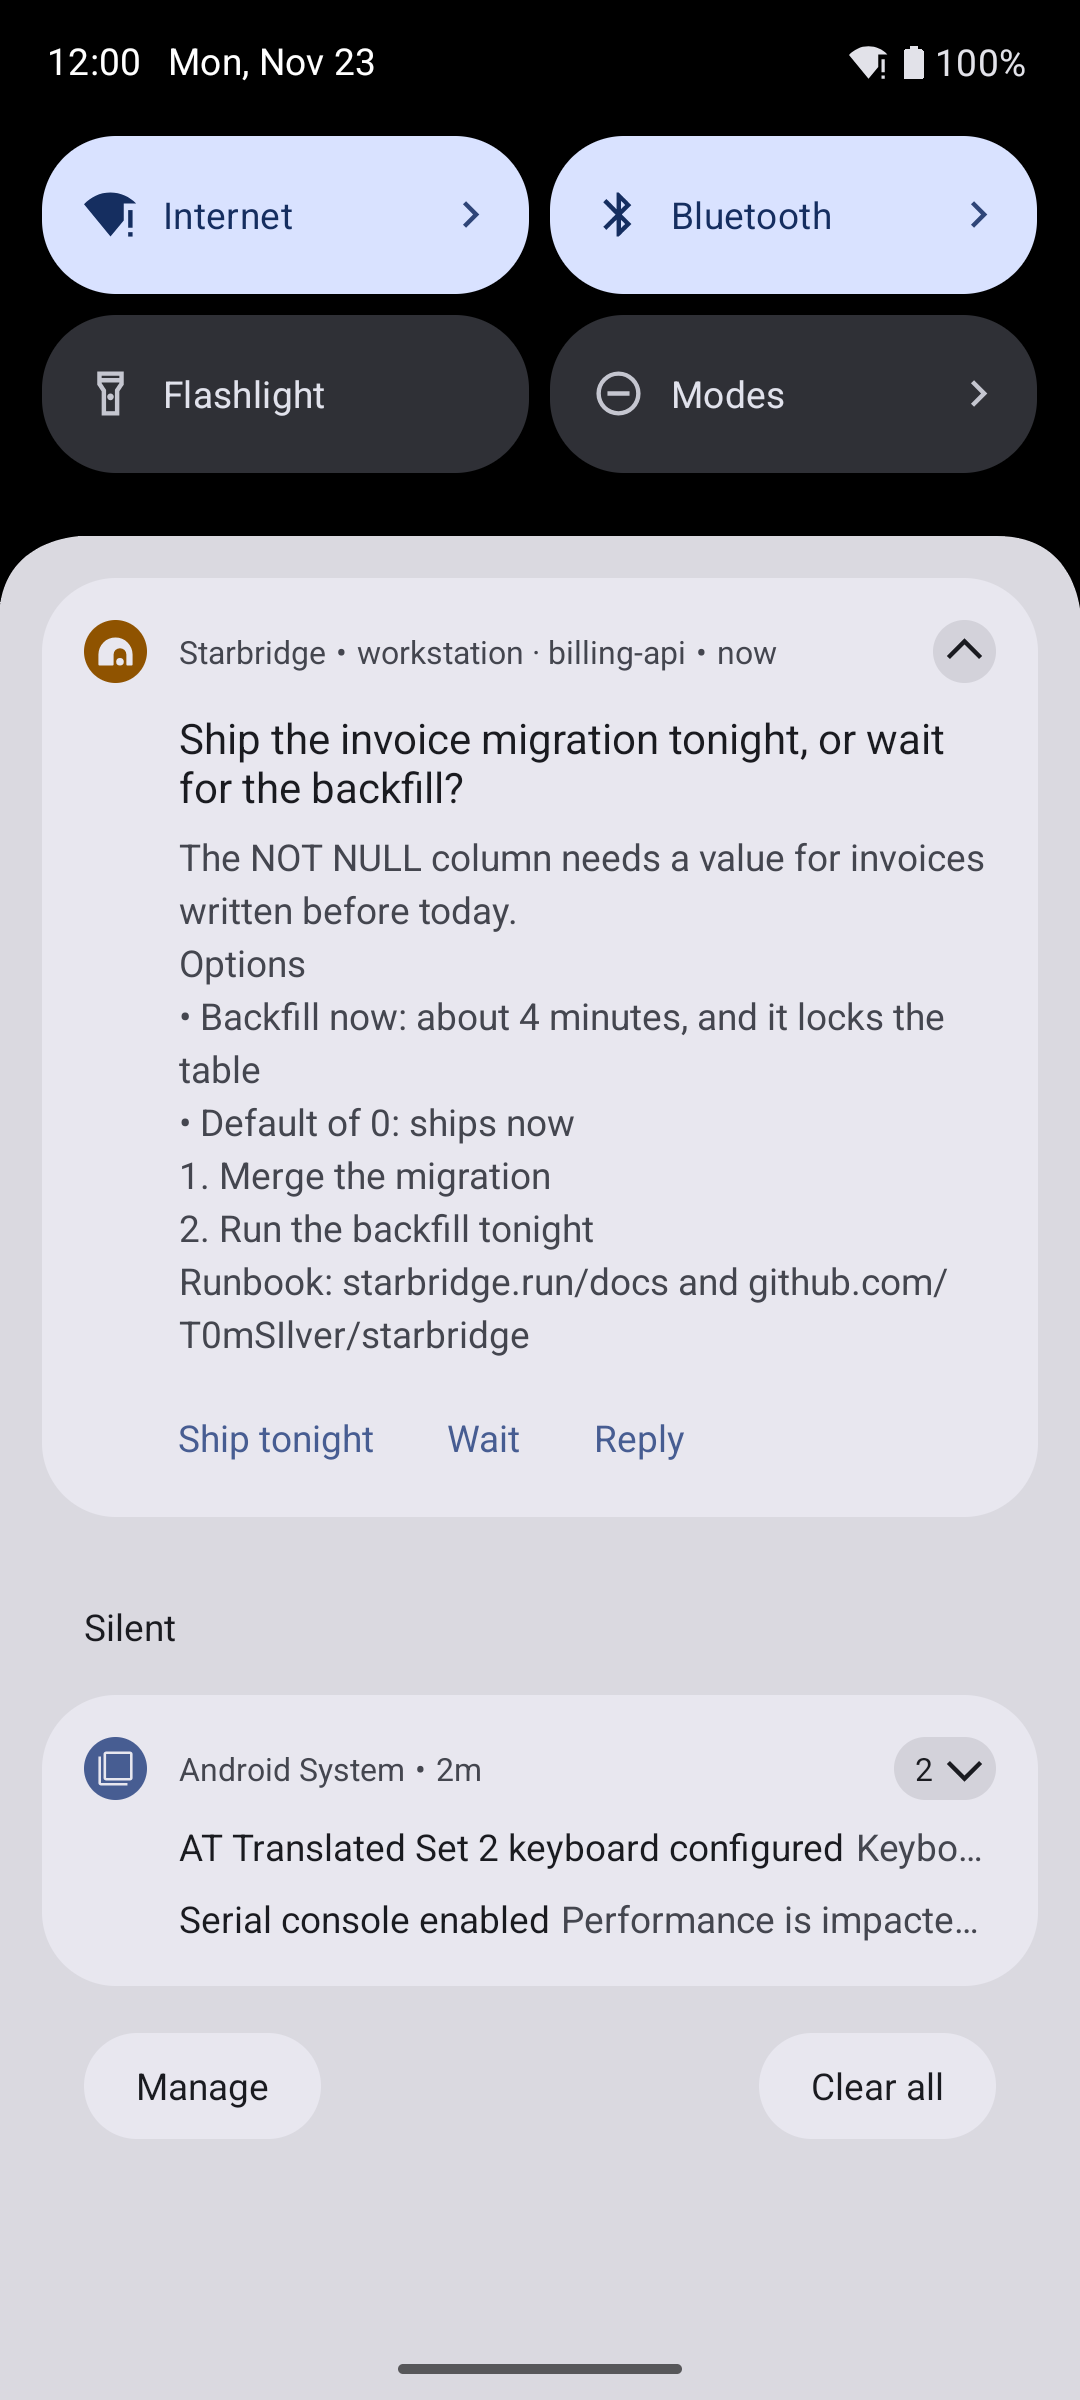 12:00 Mon, Nov 23
100%
Internet
Bluetooth
Flashlight
Modes
Starbridge • workstation · billing-api • now
Ship the invoice migration tonight, or wait
for the backfill?
The NOT NULL column needs a value for invoices
written before today.
Options
• Backfill now: about 4 minutes, and it locks the
table
• Default of 0: ships now
1. Merge the migration
2. Run the backfill tonight
Runbook: starbridge.run/docs and github.com/
T0mSIlver/starbridge
Ship tonight
Wait
Reply
Silent
Android System • 2m
2
AT Translated Set 2 keyboard configured Keybo…
Serial console enabled Performance is impacte…
Manage
Clear all